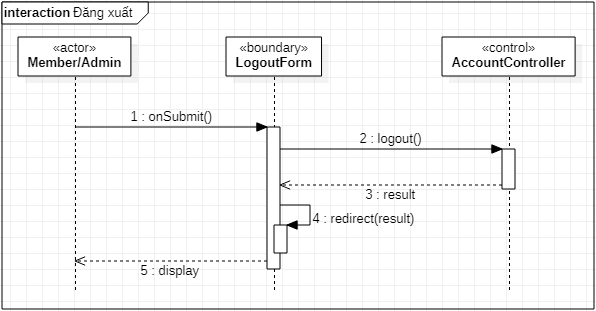 interaction Đăng xuất
«actor»
Member/Admin
«boundary»
LogoutForm
«control»
AccountController
1 : onSubmit()
2 : logout()
3 : result
4 : redirect(result)
5 : display